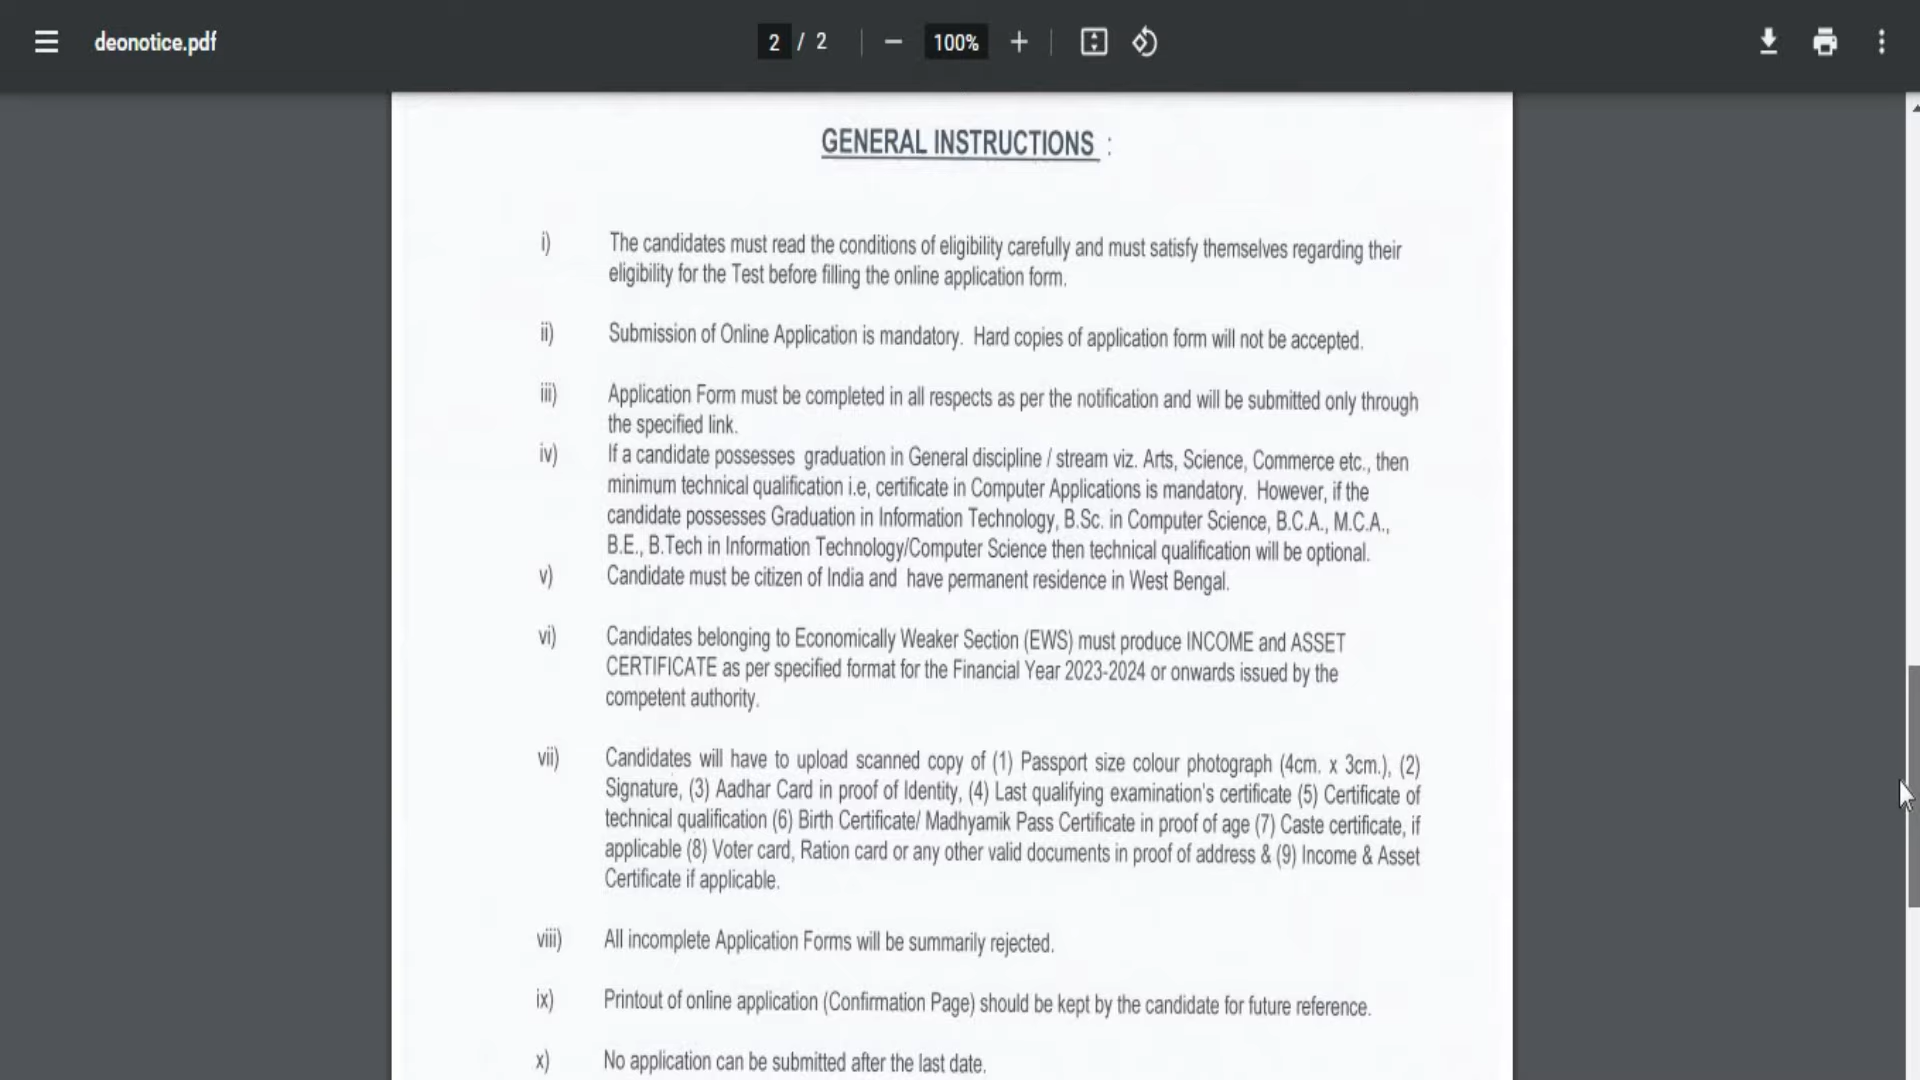 deonotice.pdf
2 / 2
100%
GENERAL INSTRUCTIONS :
i) The candidates must read the conditions of eligibility carefully and must satisfy themselves regarding their
eligibility for the Test before filling the online application form.
ii) Submission of Online Application is mandatory. Hard copies of application form will not be accepted.
iii) Application Form must be completed in all respects as per the notification and will be submitted only through
the specified link.
iv) If a candidate possesses graduation in General discipline / stream viz. Arts, Science, Commerce etc., then
minimum technical qualification i.e, certificate in Computer Applications is mandatory. However, if the
candidate possesses Graduation in Information Technology, B.Sc. in Computer Science, B.C.A., M.C.A.,
B.E., B.Tech in Information Technology/Computer Science then technical qualification will be optional.
v) Candidate must be citizen of India and have permanent residence in West Bengal.
vi) Candidates belonging to Economically Weaker Section (EWS) must produce INCOME and ASSET
CERTIFICATE as per specified format for the Financial Year 2023-2024 or onwards issued by the
competent authority.
vii) Candidates will have to upload scanned copy of (1) Passport size colour photograph (4cm. x 3cm.), (2)
Signature, (3) Aadhar Card in proof of Identity, (4) Last qualifying examination's certificate (5) Certificate of
technical qualification (6) Birth Certificate/ Madhyamik Pass Certificate in proof of age (7) Caste certificate, if
applicable (8) Voter card, Ration card or any other valid documents in proof of address & (9) Income & Asset
Certificate if applicable.
viii) All incomplete Application Forms will be summarily rejected.
ix) Printout of online application (Confirmation Page) should be kept by the candidate for future reference.
x) No application can be submitted after the last date.